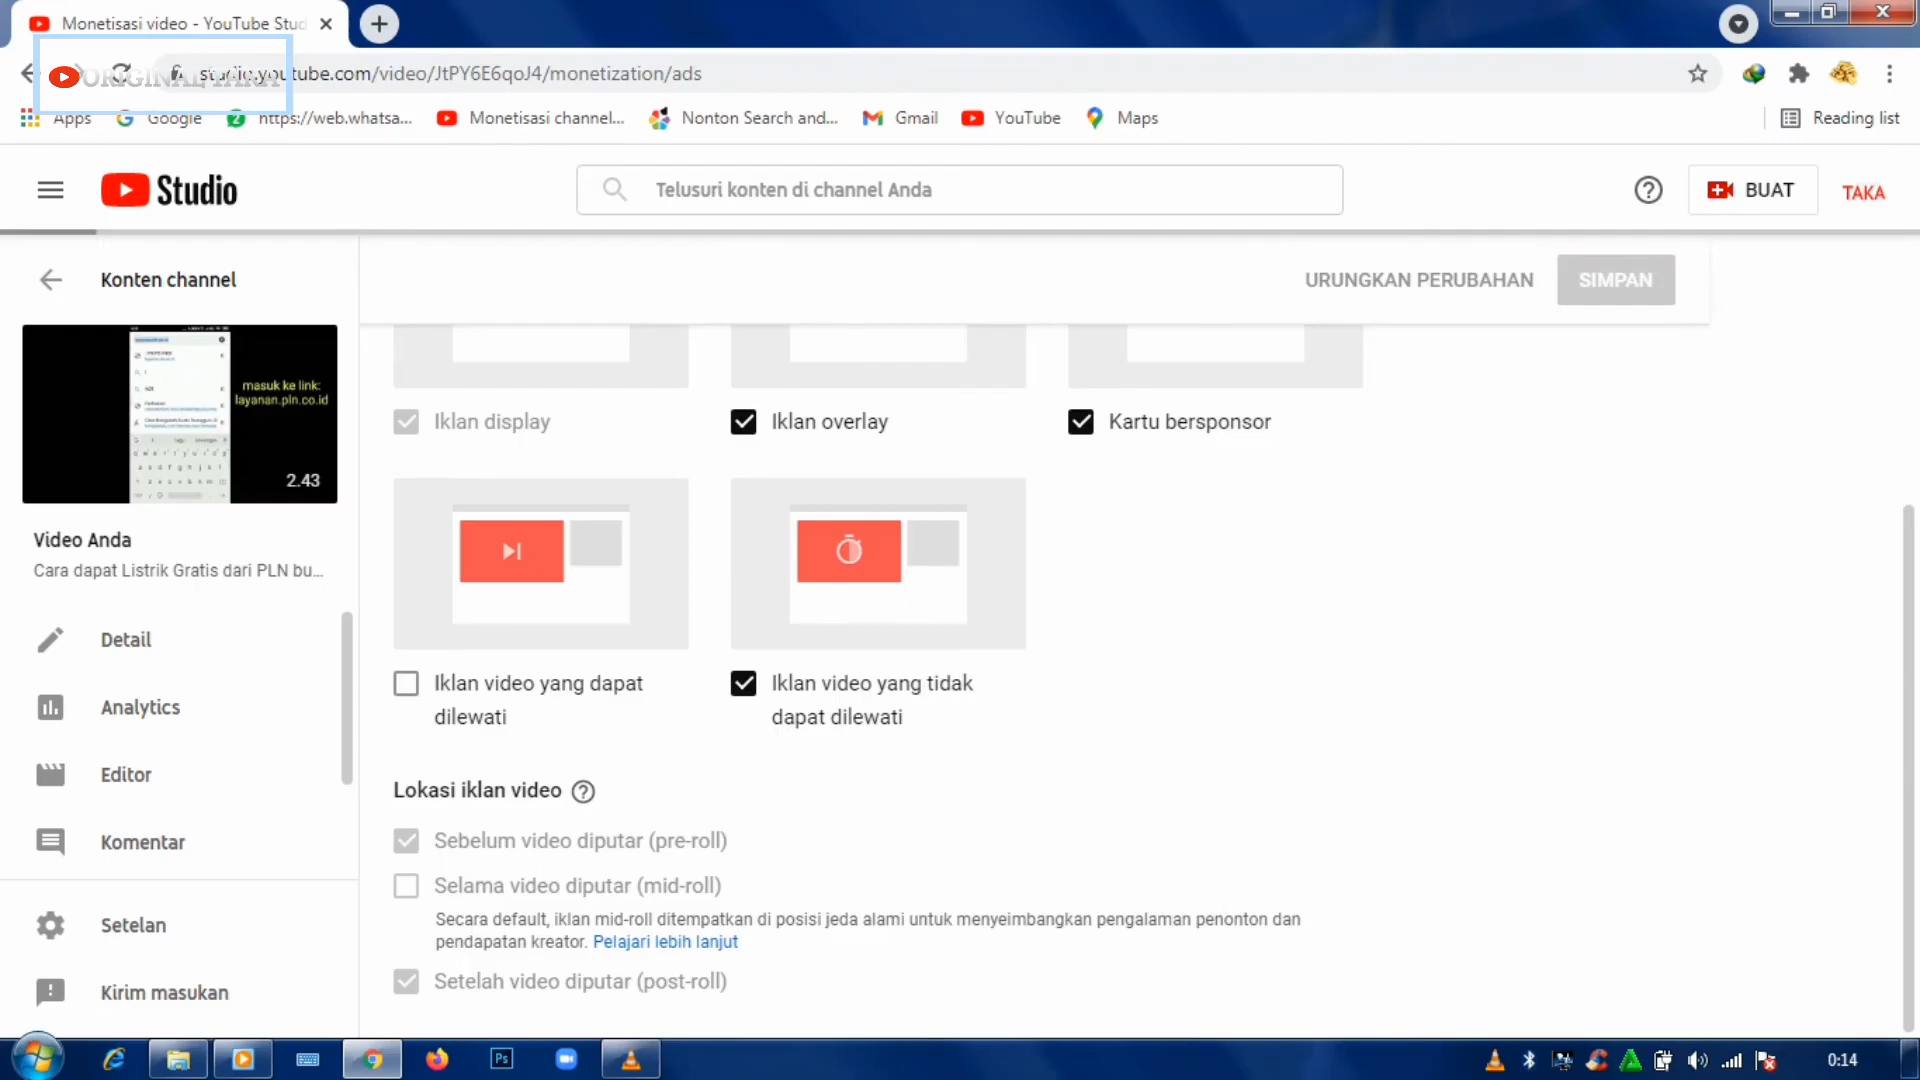 Monetisasi video - YouTube Stud
ORIGINAL TAKA
studio.youtube.com/video/JtPY6E6qoJ4/monetization/ads
Apps
Google
https://web.whatsa...
Monetisasi channel...
Nonton Search and...
Gmail
YouTube
Maps
Reading list
Studio
Telusuri konten di channel Anda
BUAT
TAKA
Konten channel
URUNGKAN PERUBAHAN
SIMPAN
masuk ke link:
layanan.pln.co.id
2.43
Iklan display
Iklan overlay
Kartu bersponsor
Video Anda
Cara dapat Listrik Gratis dari PLN bu...
Iklan video yang dapat
dilewati
Iklan video yang tidak
dapat dilewati
Detail
Analytics
Editor
Komentar
Setelan
Kirim masukan
Lokasi iklan video
Sebelum video diputar (pre-roll)
Selama video diputar (mid-roll)
Secara default, iklan mid-roll ditempatkan di posisi jeda alami untuk menyeimbangkan pengalaman penonton dan
pendapatan kreator. Pelajari lebih lanjut
Setelah video diputar (post-roll)
Ps
0:14